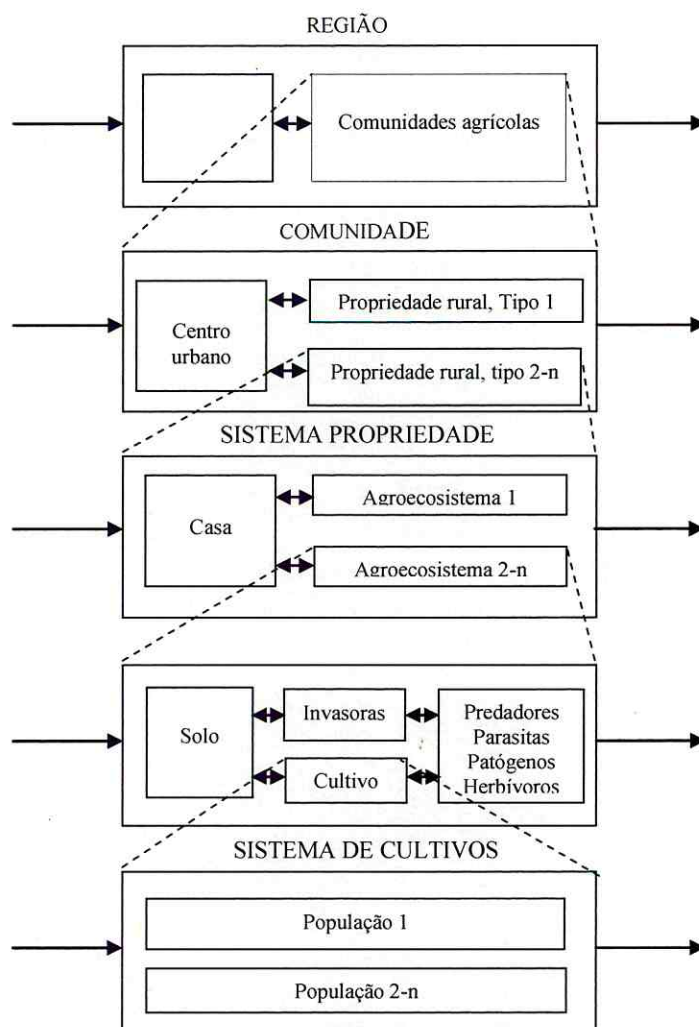 REGIÃO
Comunidades agrícolas
COMUNIDADE
Centro
urbano
Propriedade rural, Tipo 1
Propriedade rural, tipo 2-n
SISTEMA PROPRIEDADE
Casa
Agroecosistema 1
Agroecosistema 2-n
Solo
Invasoras
Cultivo
Predadores
Parasitas
Patógenos
Herbívoros
SISTEMA DE CULTIVOS
População 1
População 2-n